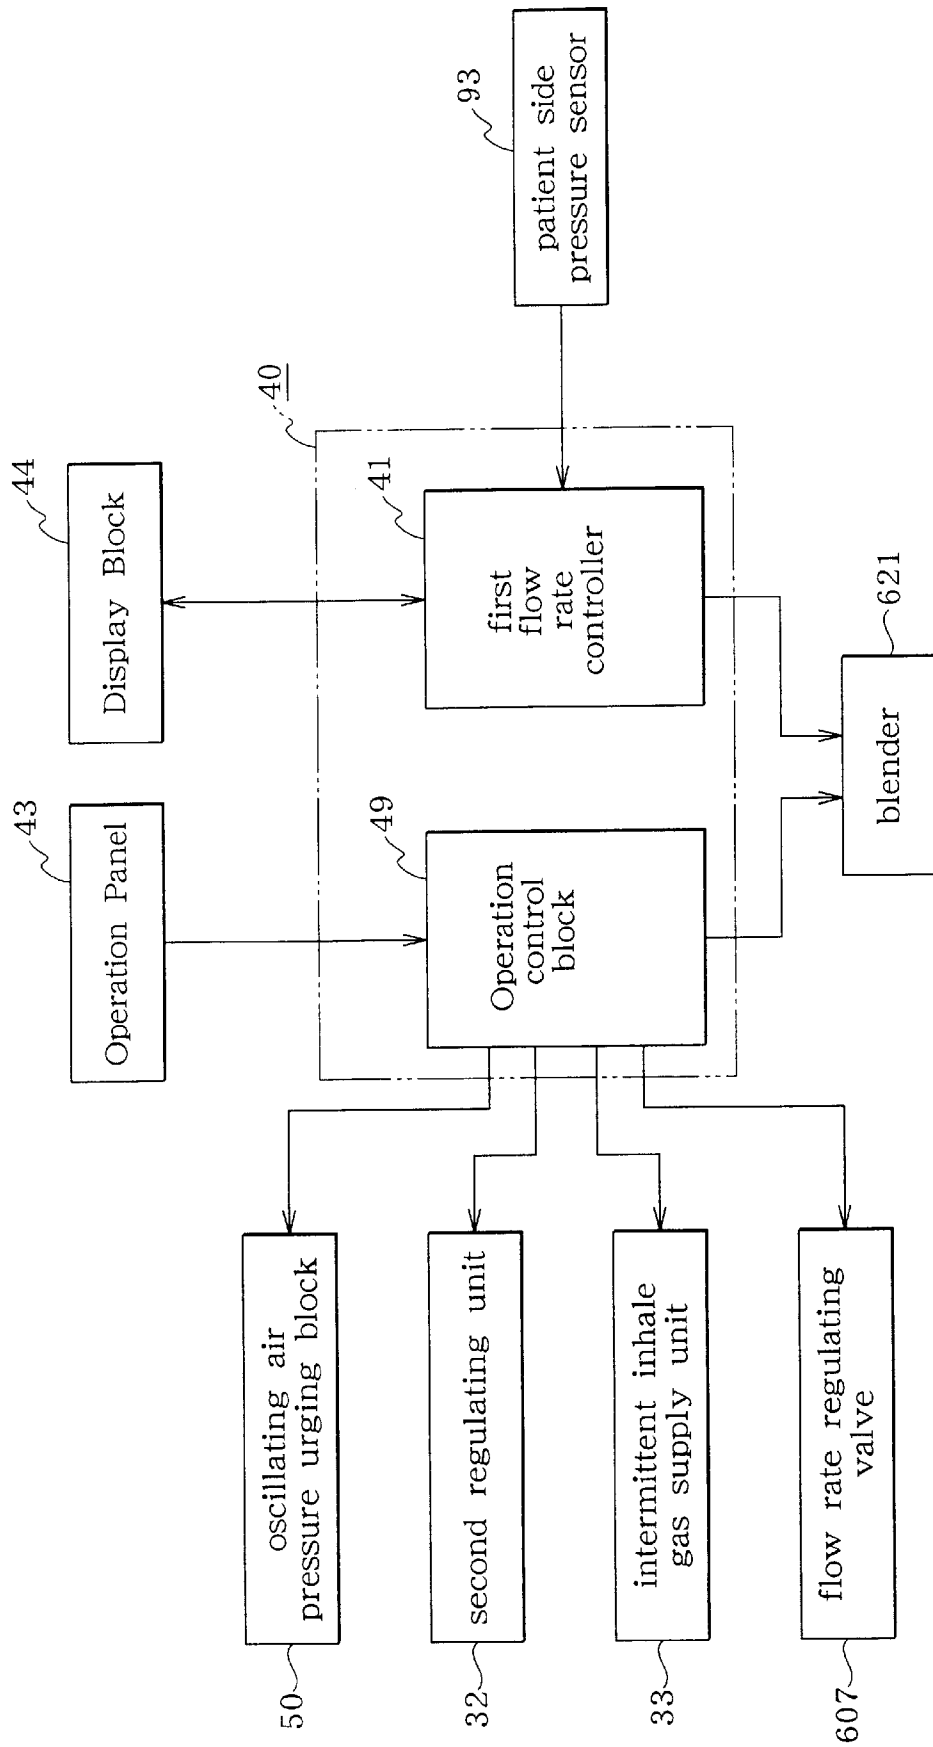 43
Operation Panel
44
Display Block
40
50
oscillating air
pressure urging block
32
second regulating unit
33
intermittent inhale
gas supply unit
607
flow rate regulating
valve
49
Operation
control
block
41
first
flow
rate
controller
93
patient side
pressure sensor
blender
621